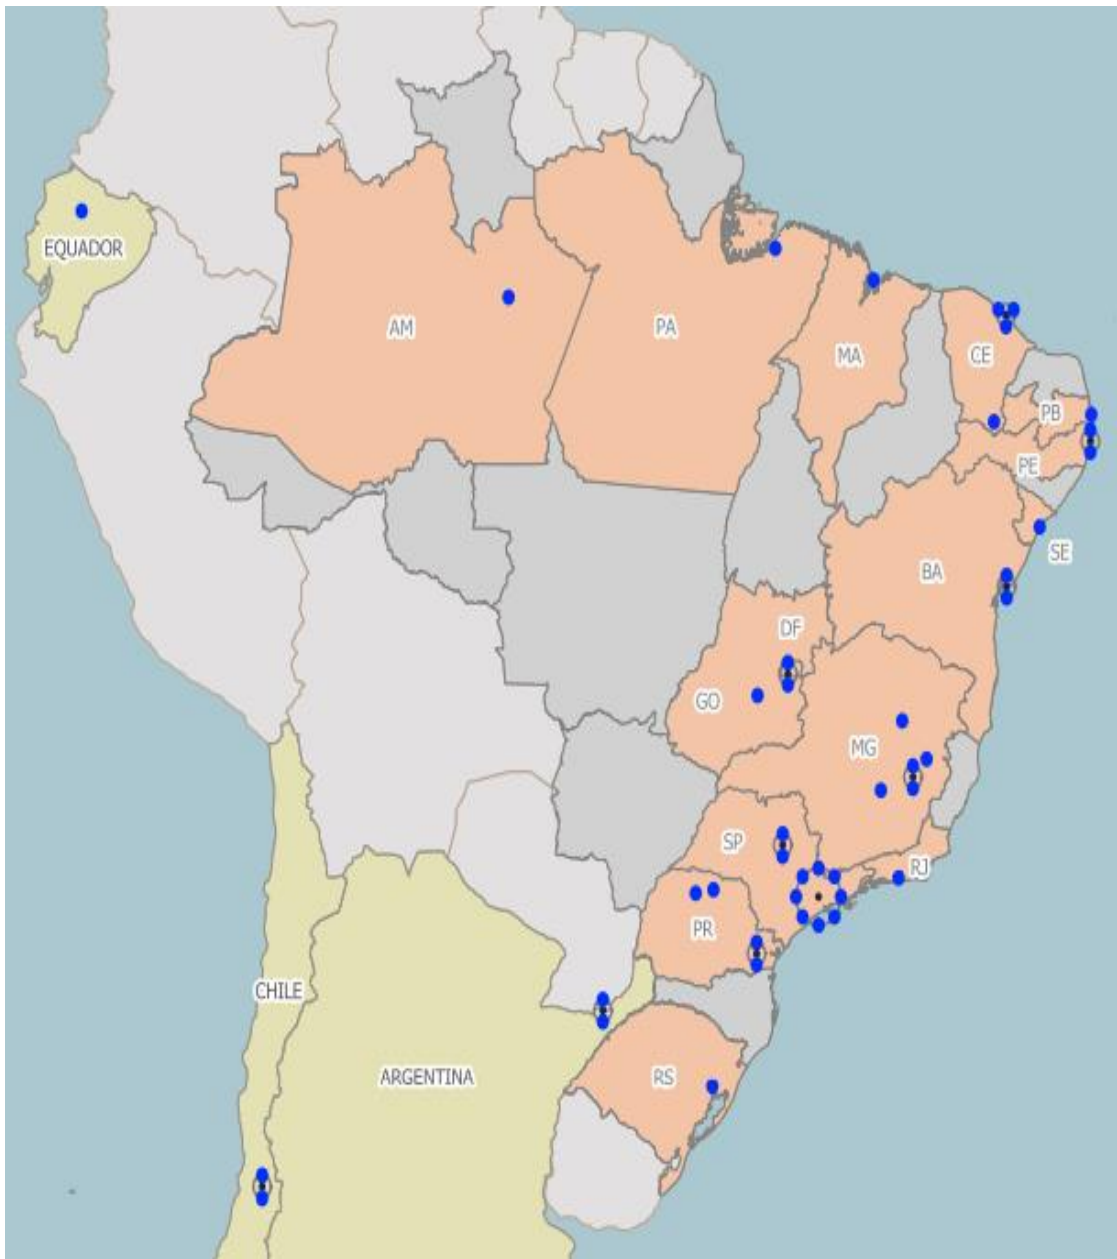 EQUADOR
AM
PA
MA
CE
PB
PE
SE
BA
DF
GO
MG
SP
RJ
PR
CHILE
ARGENTINA
RS